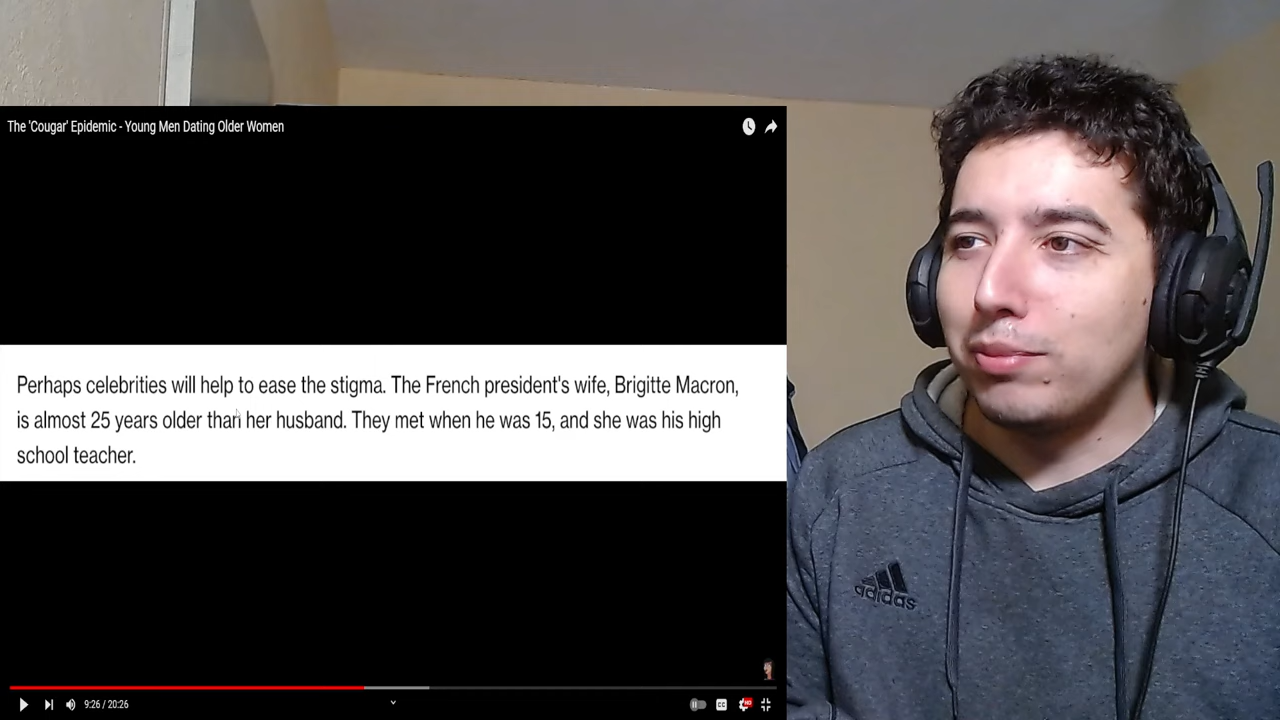 The 'Cougar' Epidemic - Young Men Dating Older Women
Perhaps celebrities will help to ease the stigma. The French president's wife, Brigitte Macron,
is almost 25 years older than her husband. They met when he was 15, and she was his high
school teacher.
adidas
9:26 / 20:26
CC
HD